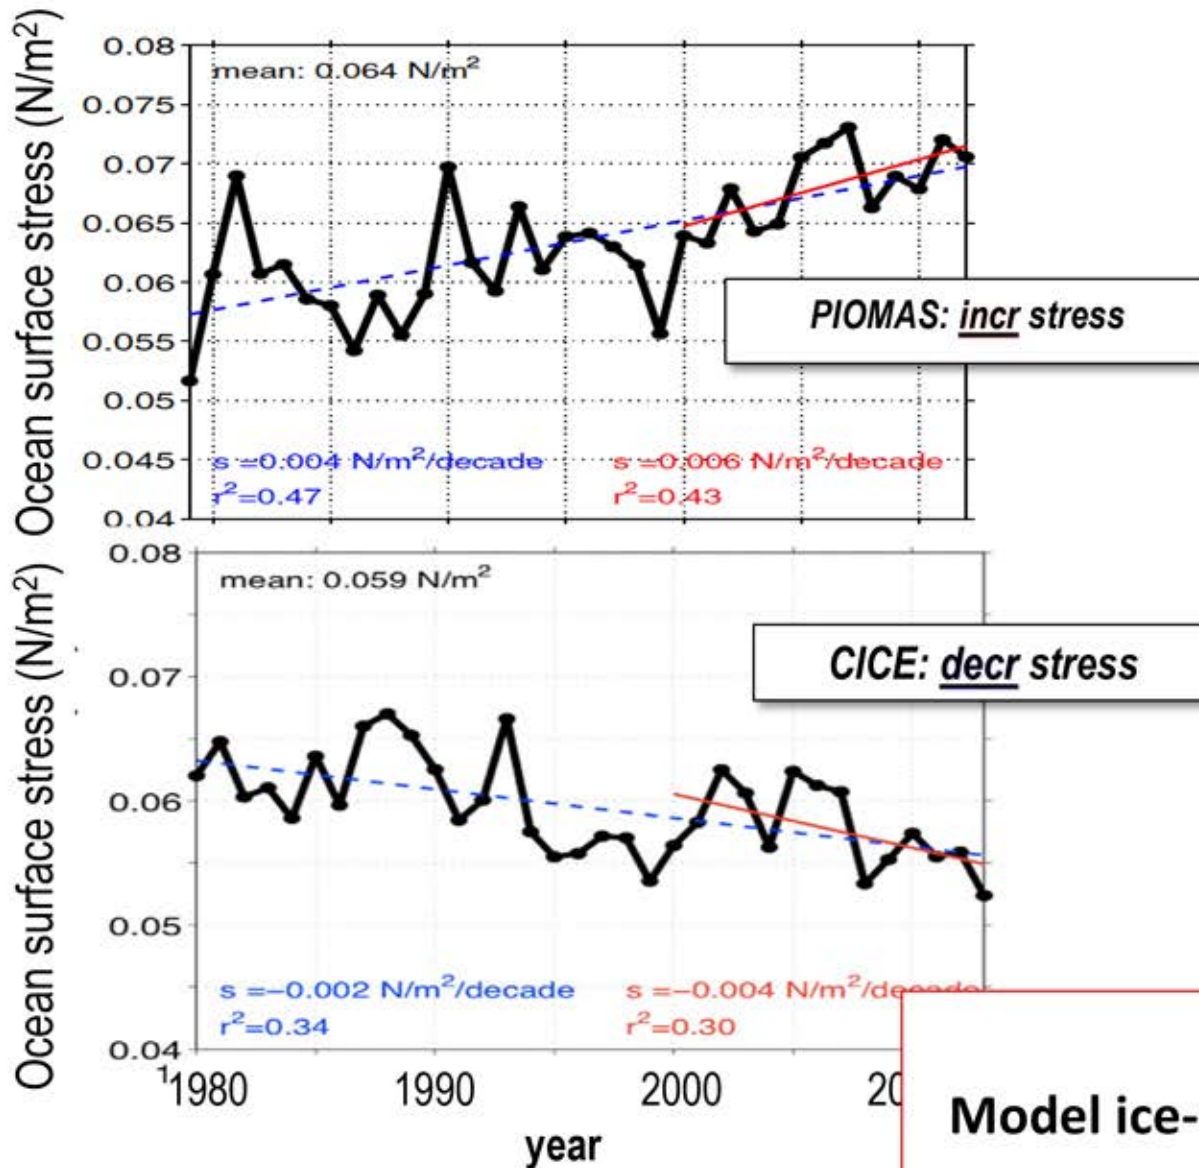 Ocean surface stress (N/m²)
0.08
0.075
0.07
0.065
0.06
0.055
0.05
0.045
0.04
mean: 0.064 N/m²
PIOMAS: incr stress
s =0.004 N/m²/decade
r²=0.47
s =0.006 N/m²/decade
r²=0.43
Ocean surface stress (N/m²)
0.08
0.07
0.06
0.05
0.04
mean: 0.059 N/m²
CICE: decr stress
s =−0.002 N/m²/decade
r²=0.34
s =−0.004 N/m²/decade
r²=0.30
1980
1990
2000
year
Model ice-